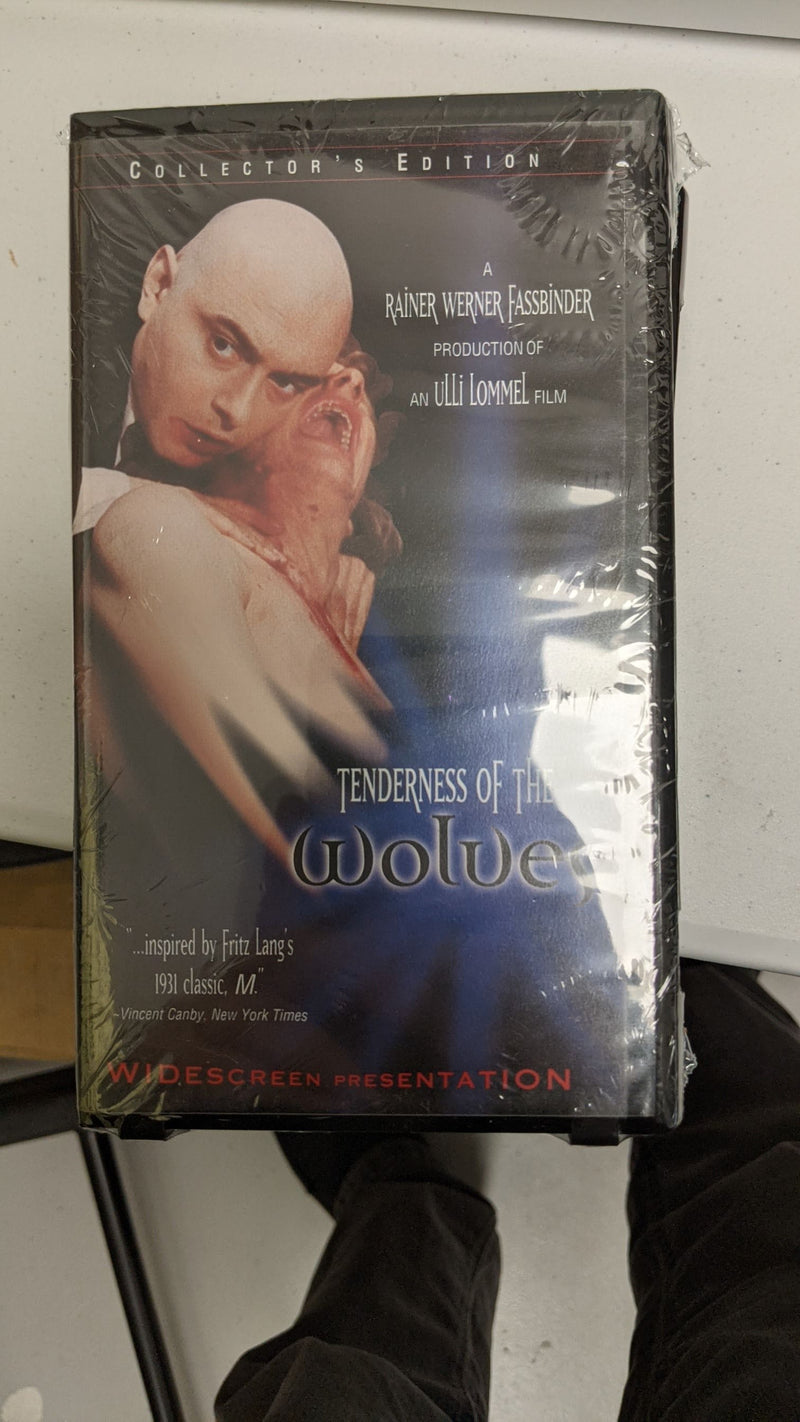 COLLECTOR'S EDITION
A
RAINER WERNER FASSBINDER
PRODUCTION OF
AN ULLI LOMMEL FILM
TENDERNESS OF THE
WOLVES
"...inspired by Fritz Lang's
1931 classic, M."
~Vincent Canby, New York Times
WIDESCREEN PRESENTATION